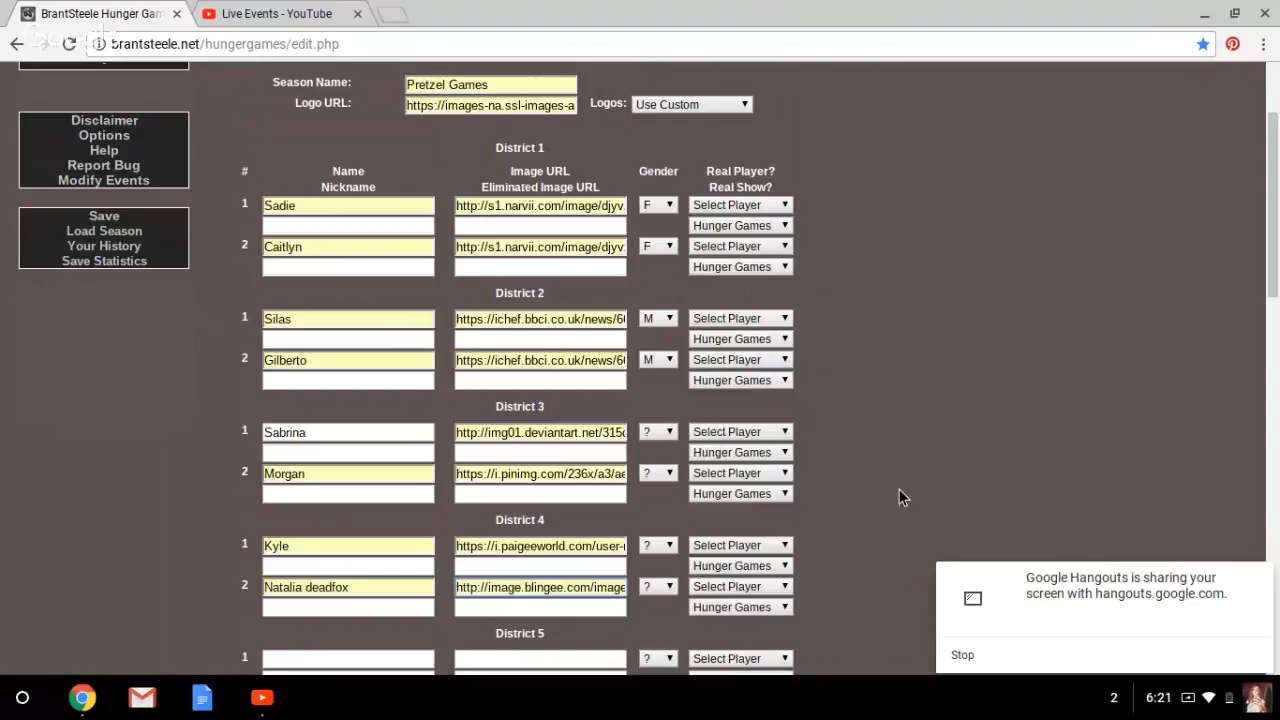 BrantSteele Hunger Gam
Live Events - YouTube
brantsteele.net/hungergames/edit.php
Season Name: Pretzel Games
Logo URL: https://images-na.ssl-images-a Logos: Use Custom
Disclaimer
Options
Help
Report Bug
Modify Events
Save
Load Season
Your History
Save Statistics
District 1
# Name Image URL Gender Real Player?
Nickname Eliminated Image URL Real Show?
1 Sadie http://s1.narvii.com/image/djyv. F Select Player
Hunger Games
2 Caitlyn http://s1.narvii.com/image/djyv. F Select Player
Hunger Games
District 2
1 Silas https://ichef.bbci.co.uk/news/6 M Select Player
Hunger Games
2 Gilberto https://ichef.bbci.co.uk/news/6 M Select Player
Hunger Games
District 3
1 Sabrina http://img01.deviantart.net/315 ? Select Player
Hunger Games
2 Morgan https://i.pinimg.com/236x/a3/ae ? Select Player
Hunger Games
District 4
1 Kyle https://i.paigeeworld.com/user- ? Select Player
Hunger Games
2 Natalia deadfox http://image.blingee.com/image ? Select Player
Hunger Games
District 5
1 ? Select Player
Google Hangouts is sharing your
screen with hangouts.google.com.
Stop
2 6:21